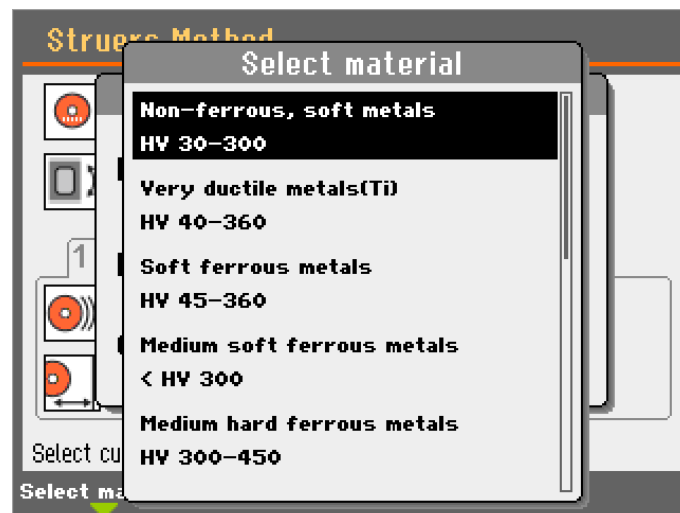 Struers Method
Select material
Non-ferrous, soft metals
HV 30-300
Very ductile metals(Ti)
HV 40-360
Soft ferrous metals
HV 45-360
Medium soft ferrous metals
< HV 300
Medium hard ferrous metals
HV 300-450
1
Select cu
Select ma